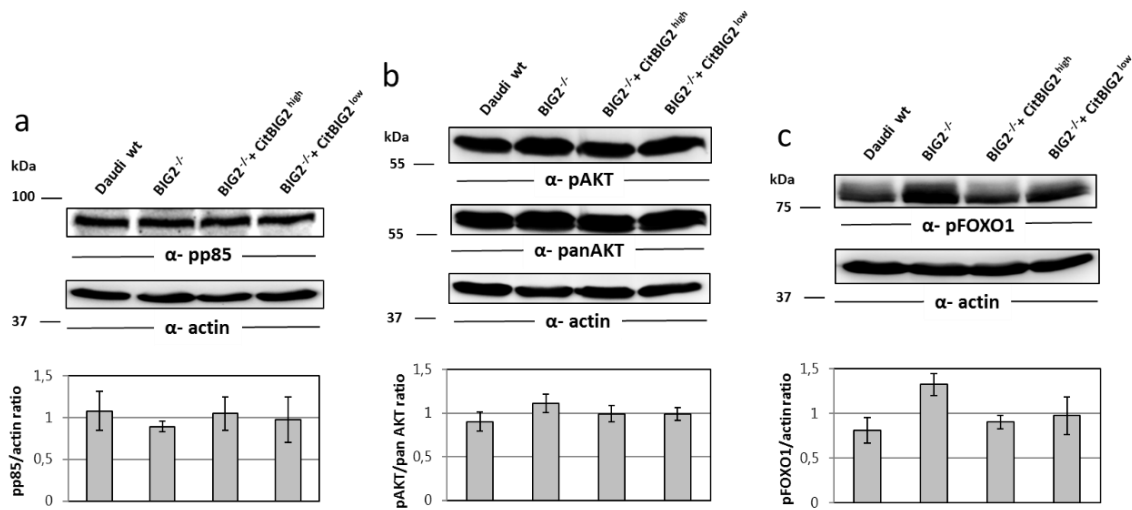 a
kDa
100
37
Daudi wt
BIG2-/-
BIG2-/-+ CitBIG2 high
BIG2-/-+ CitBIG2 low
α- pp85
α- actin
pp85/actin ratio
1,5
1
0,5
0
b
kDa
55
55
37
Daudi wt
BIG2-/-
BIG2-/-+ CitBIG2 high
BIG2-/-+ CitBIG2 low
α- pAKT
α- panAKT
α- actin
pAKT/pan AKT ratio
1,5
1
0,5
0
c
kDa
75
37
Daudi wt
BIG2-/-
BIG2-/-+ CitBIG2 high
BIG2-/-+ CitBIG2 low
α- pFOXO1
α- actin
pFOXO1/actin ratio
1,5
1
0,5
0